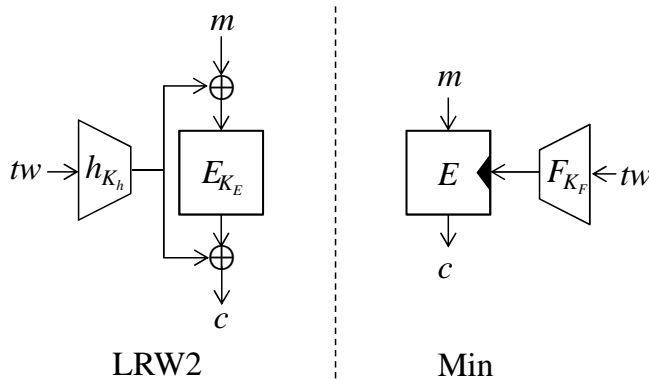 m
tw h_{K_h} E_{K_E}
c
LRW2
m
E F_{K_F} tw
c
Min